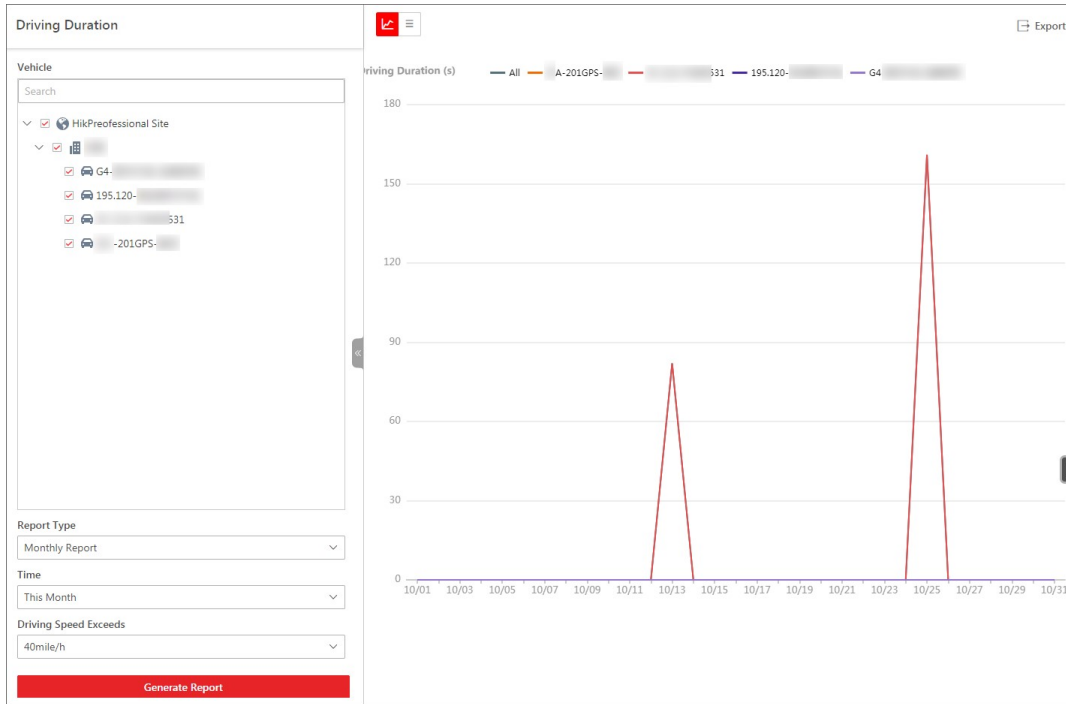 Driving Duration
Vehicle
Search
HikPreofessional Site
G4-
195.120-
531
-201GPS-
Report Type
Monthly Report
Time
This Month
Driving Speed Exceeds
40mile/h
Generate Report
Export
Driving Duration (s)
All A-201GPS- 531 195.120- G4
180
150
120
90
60
30
0
10/01 10/03 10/05 10/07 10/09 10/11 10/13 10/15 10/17 10/19 10/21 10/23 10/25 10/27 10/29 10/31